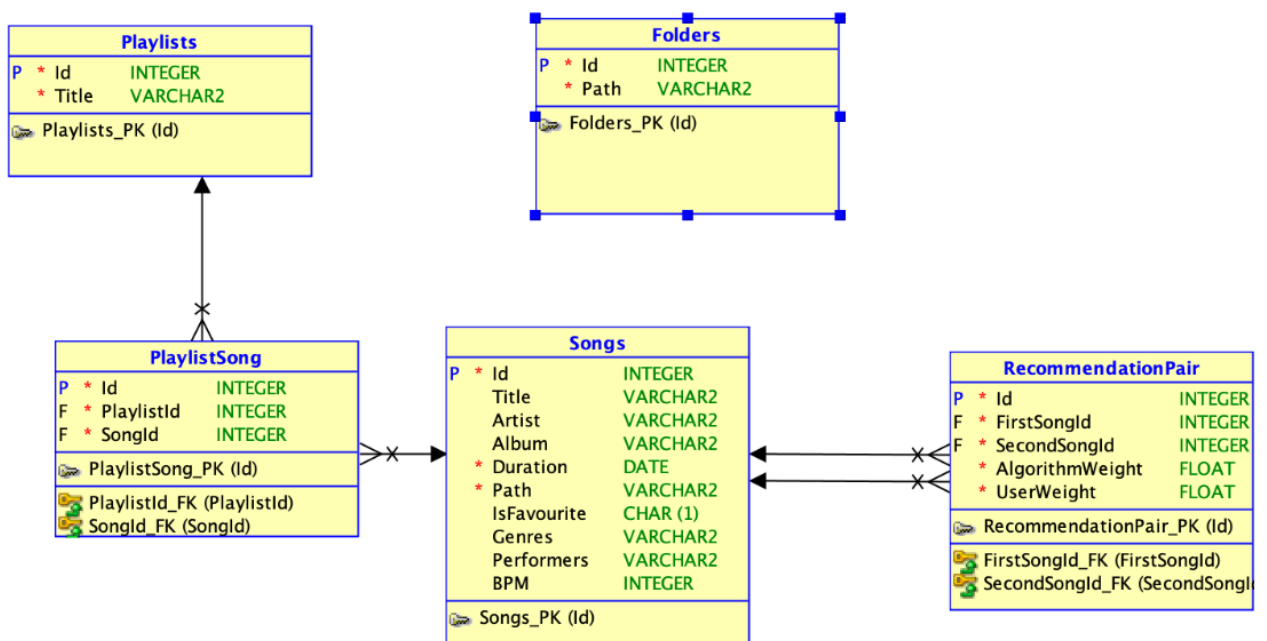 Playlists
P * Id INTEGER
* Title VARCHAR2
Playlists_PK (Id)
Folders
P * Id INTEGER
* Path VARCHAR2
Folders_PK (Id)
PlaylistSong
P * Id INTEGER
F * PlaylistId INTEGER
F * SongId INTEGER
PlaylistSong_PK (Id)
PlaylistId_FK (PlaylistId)
SongId_FK (SongId)
Songs
P * Id INTEGER
Title VARCHAR2
Artist VARCHAR2
Album VARCHAR2
* Duration DATE
* Path VARCHAR2
IsFavourite CHAR (1)
Genres VARCHAR2
Performers VARCHAR2
BPM INTEGER
Songs_PK (Id)
RecommendationPair
P * Id INTEGER
F * FirstSongId INTEGER
F * SecondSongId INTEGER
* AlgorithmWeight FLOAT
* UserWeight FLOAT
RecommendationPair_PK (Id)
FirstSongId_FK (FirstSongId)
SecondSongId_FK (SecondSongId